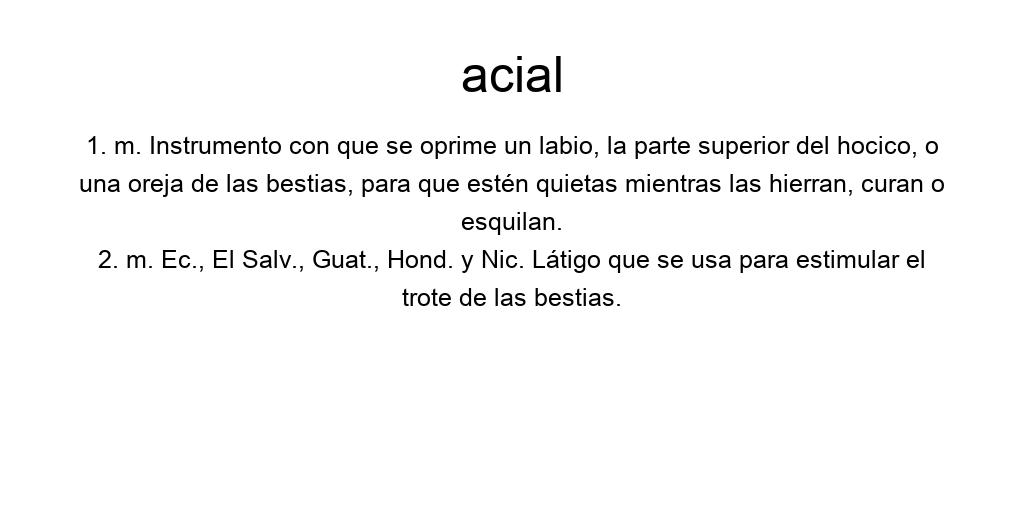 acial
1. m. Instrumento con que se oprime un labio, la parte superior del hocico, o
una oreja de las bestias, para que estén quietas mientras las hierran, curan o
esquilan.
2. m. Ec., El Salv., Guat., Hond. y Nic. Látigo que se usa para estimular el
trote de las bestias.